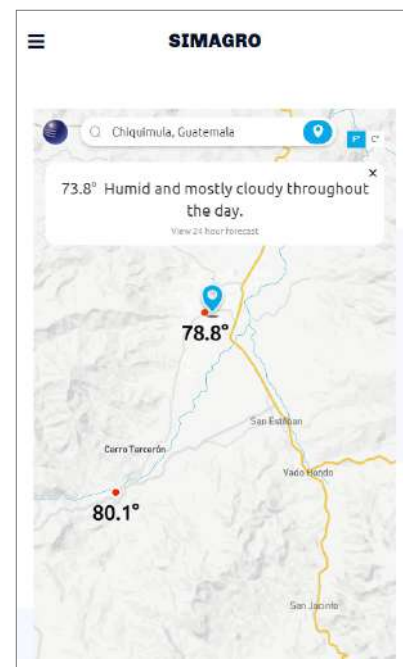 SIMAGRO
Chiquimula, Guatemala
F° C°
x
73.8° Humid and mostly cloudy throughout
the day.
View 24 hour forecast
78.8°
San Esteban
Cerro Tercerón
Vado Hondo
80.1°
San Jacinto